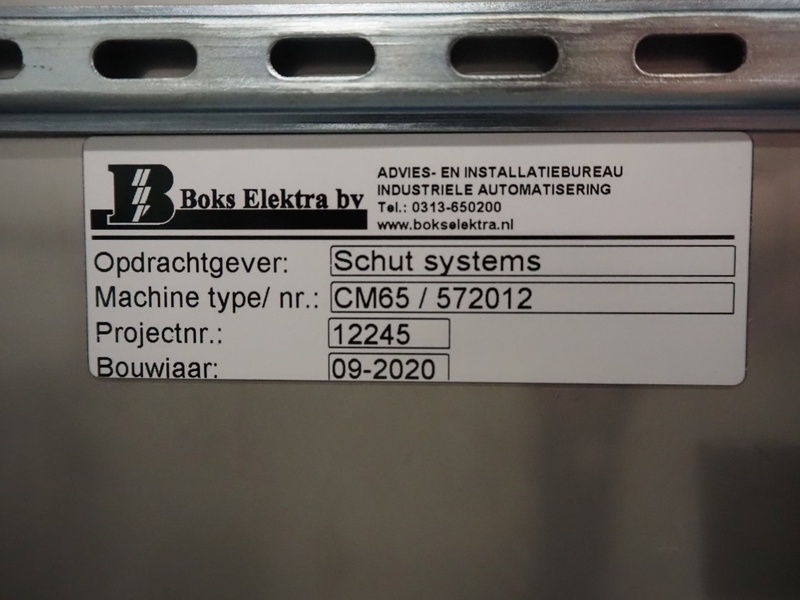 B Boks Elektra bv
ADVIES- EN INSTALLATIEBUREAU
INDUSTRIELE AUTOMATISERING
Tel.: 0313-650200
www.bokselektra.nl
Opdrachtgever: Schut systems
Machine type/ nr.: CM65 / 572012
Projectnr.: 12245
Bouwjaar: 09-2020